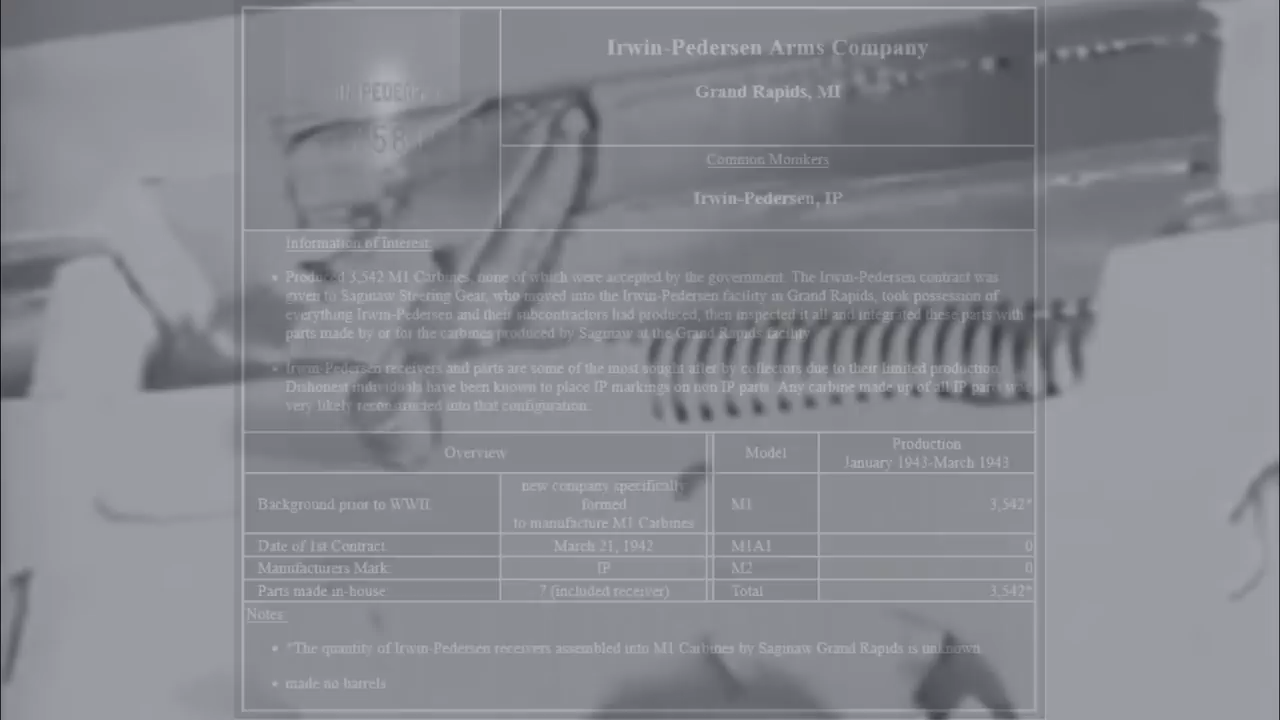 Irwin-Pedersen Arms Company
Grand Rapids, MI
Common Monikers
Irwin-Pedersen, IP
Information of Interest:
• Produced 3,542 M1 Carbines, none of which were accepted by the government. The Irwin-Pedersen contract was
given to Saginaw Steering Gear, who moved into the Irwin-Pedersen facility in Grand Rapids, took possession of
everything Irwin-Pedersen and their subcontractors had produced, then inspected it all and integrated these parts with
parts made by or for the carbines produced by Saginaw at the Grand Rapids facility.
• Irwin-Pedersen receivers and parts are some of the most sought after by collectors due to their limited production.
Dishonest individuals have been known to place IP markings on non IP parts. Any carbine made up of all IP parts was
very likely reconstructed into that configuration.
Overview
Model
Production
January 1943-March 1943
Background prior to WWII
new company specifically
formed
to manufacture M1 Carbines
M1
3,542*
Date of 1st Contract
March 21, 1942
M1A1
0
Manufacturers Mark
IP
M2
0
Parts made in-house
(included receiver)
Total
3,542*
Notes:
• *The quantity of Irwin-Pedersen receivers assembled into M1 Carbines by Saginaw Grand Rapids is unknown
• made no barrels